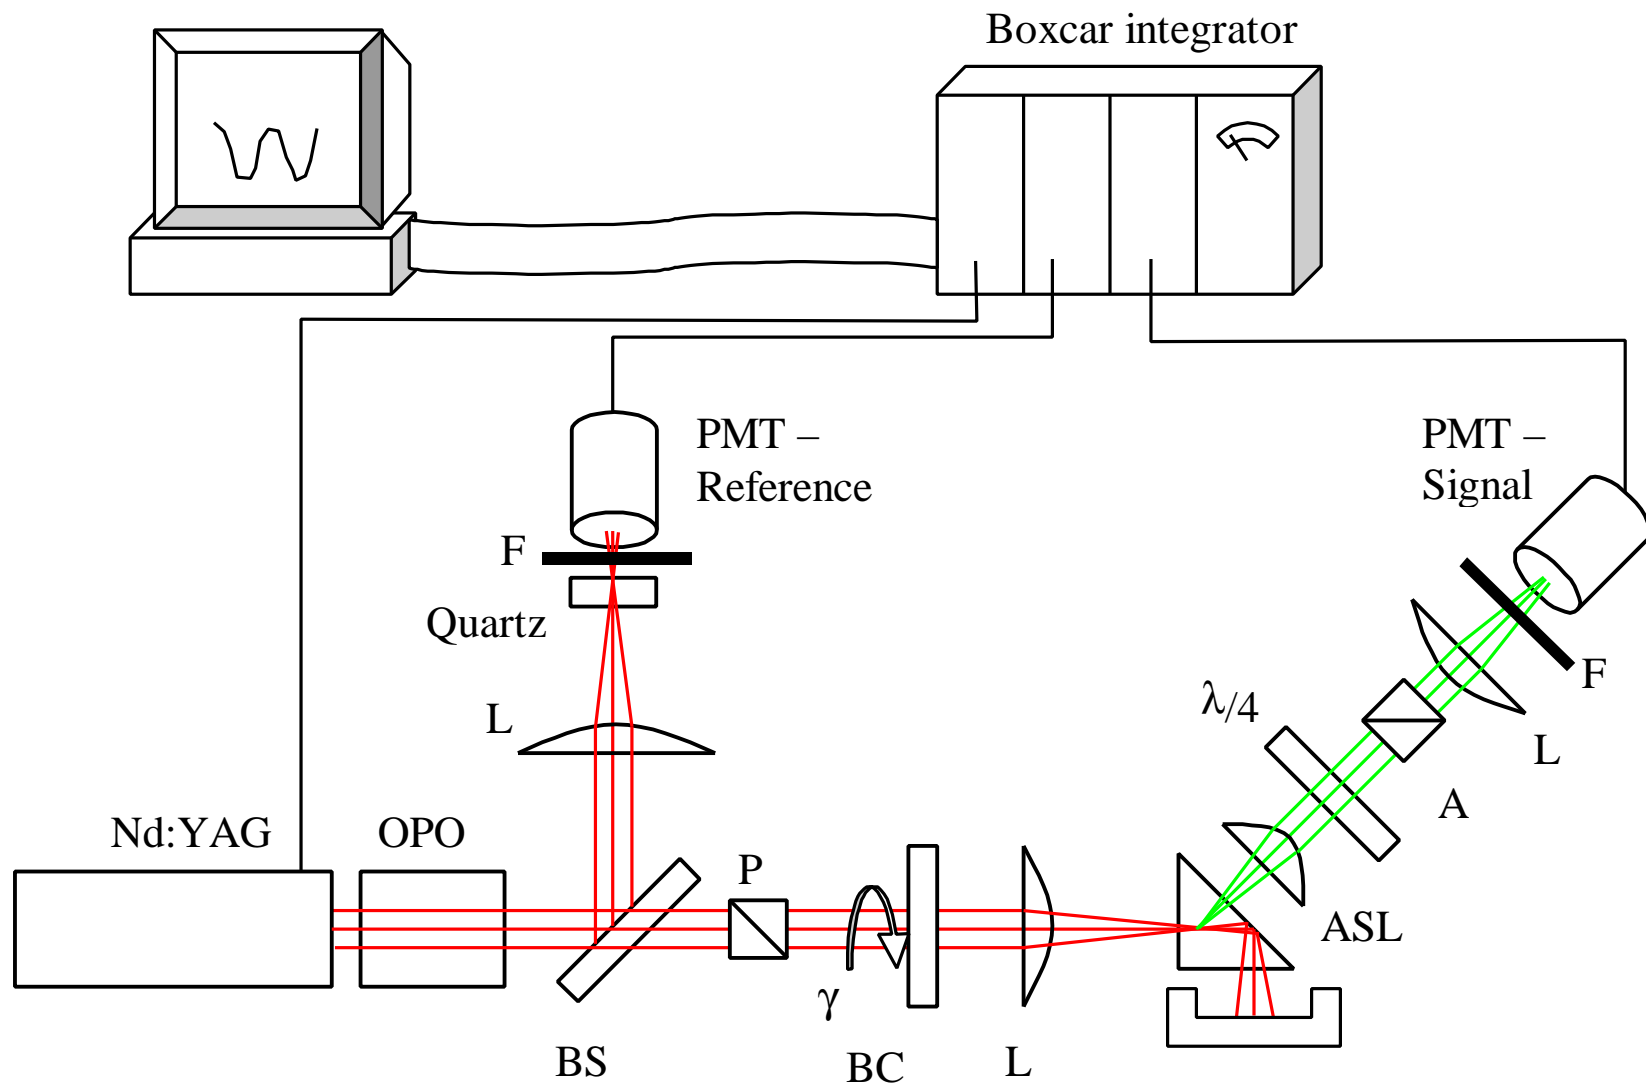 Boxcar integrator
PMT –
Reference
PMT –
Signal
F
Quartz
F
L
λ/4
L
A
Nd:YAG
OPO
P
ASL
γ
BS
BC
L